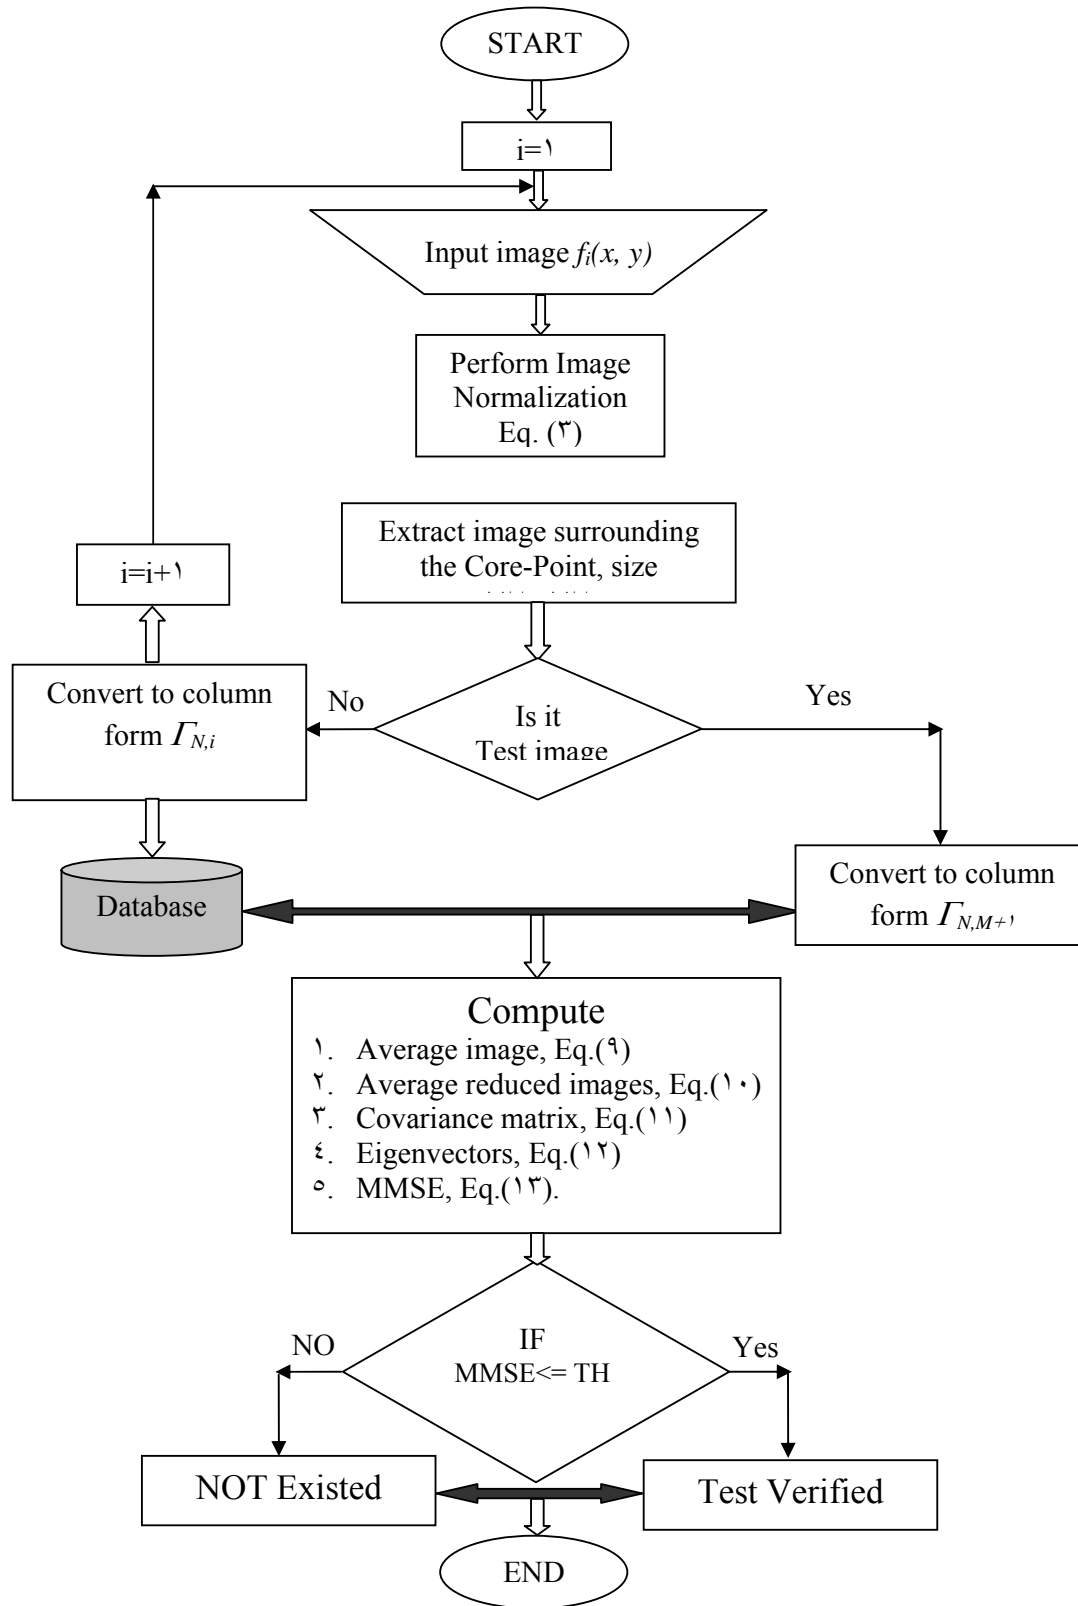 START
i=١
Input image fi(x, y)
Perform Image
Normalization
Eq. (٣)
Extract image surrounding
the Core-Point, size
i=i+١
Convert to column
form ΓN,i
No
Is it
Test image
Yes
Database
Convert to column
form ΓN,M+١
Compute
١. Average image, Eq.(٩)
٢. Average reduced images, Eq.(١٠)
٣. Covariance matrix, Eq.(١١)
٤. Eigenvectors, Eq.(١٢)
٥. MMSE, Eq.(١٣).
NO
IF
MMSE<= TH
Yes
NOT Existed
Test Verified
END